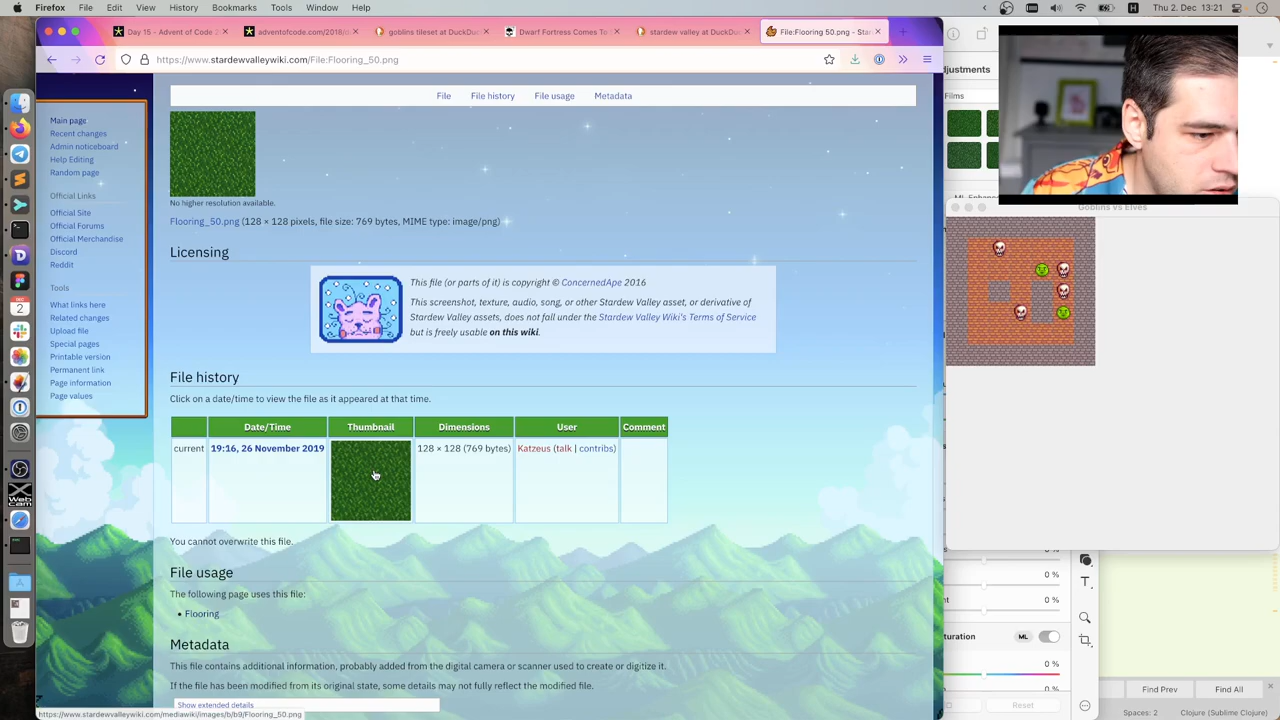 Firefox File Edit View History Bookmarks Tools Window Help
Thu, Dec 2, 2021, 13:21
Day 15 - Advent of Code 2
adventofcode.com/2018/d
goblins tileset at DuckDuc
Dwarf Fortress Comes To
stardew valley at DuckDuc
File:Flooring 50.png - Star
https://www.stardewvalleywiki.com/File:Flooring_50.png
File
File history
File usage
Metadata
Main page
Recent changes
Admin noticeboard
Help Editing
Random page
Official Links
Official Site
Official Forums
Official Merchandise
Discord
Reddit
Tools
What links here
Related changes
Upload file
Special pages
Printable version
Permanent link
Page information
Page values
No higher resolution available.
Flooring_50.png
Licensing
This file (or parts of it) is copyright © ConcernedApe 2016.
This screenshot, texture, audio, song, or other Stardew Valley asset, or derivative of
Stardew Valley assets, does not fall under the Stardew Valley Wiki's Terms of Service
but is freely usable on this wiki.
File history
Click on a date/time to view the file as it appeared at that time.
Date/Time Thumbnail Dimensions User Comment
current 19:16, 26 November 2019 128 × 128 (769 bytes) Katzeus (talk | contribs)
You cannot overwrite this file.
File usage
The following page uses this file:
• Flooring
Metadata
This file contains additional information, probably added from the digital camera or scanner used to create or digitize it.
If the file has been modified from its original state, some details may not fully reflect the modified file.
Show extended details
https://www.stardewvalleywiki.com/mediawiki/images/b/b9/Flooring_50.png
djustments
Films
Goblins vs Elves
0 %
0 %
0 %
uration
ML
0 %
0 %
Reset
Find Prev
Find All
Spaces: 2
Clojure (Sublime Clojure)